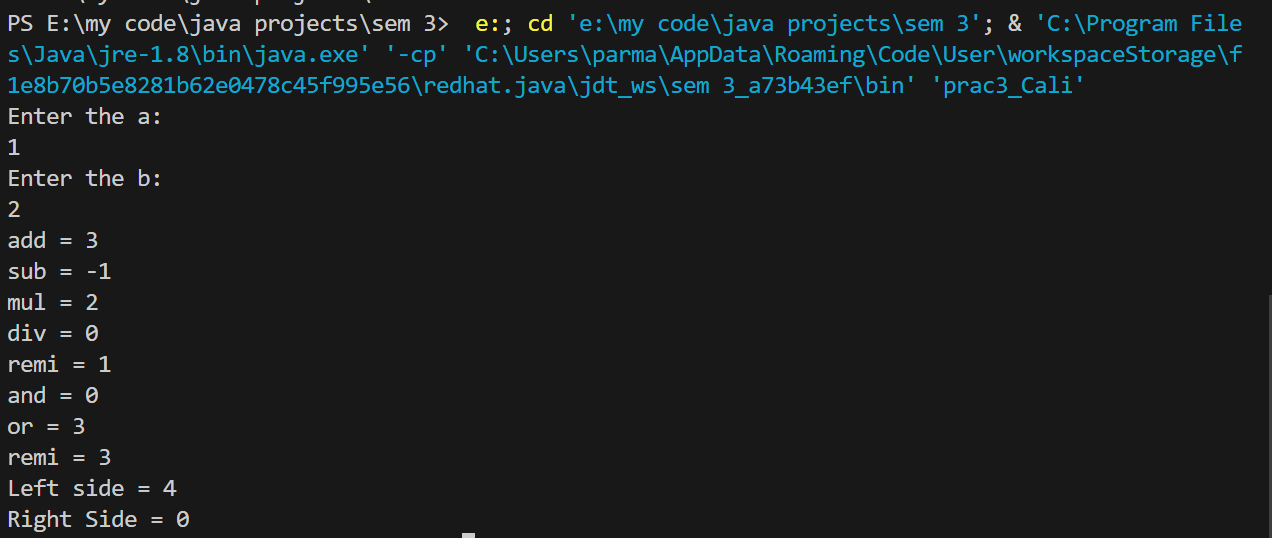 PS E:\my code\java projects\sem 3>  e:; cd 'e:\my code\java projects\sem 3'; & 'C:\Program File
s\Java\jre-1.8\bin\java.exe' '-cp' 'C:\Users\parma\AppData\Roaming\Code\User\workspaceStorage\f
1e8b70b5e8281b62e0478c45f995e56\redhat.java\jdt_ws\sem 3_a73b43ef\bin' 'prac3_Cali'
Enter the a:
1
Enter the b:
2
add = 3
sub = -1
mul = 2
div = 0
remi = 1
and = 0
or = 3
remi = 3
Left side = 4
Right Side = 0